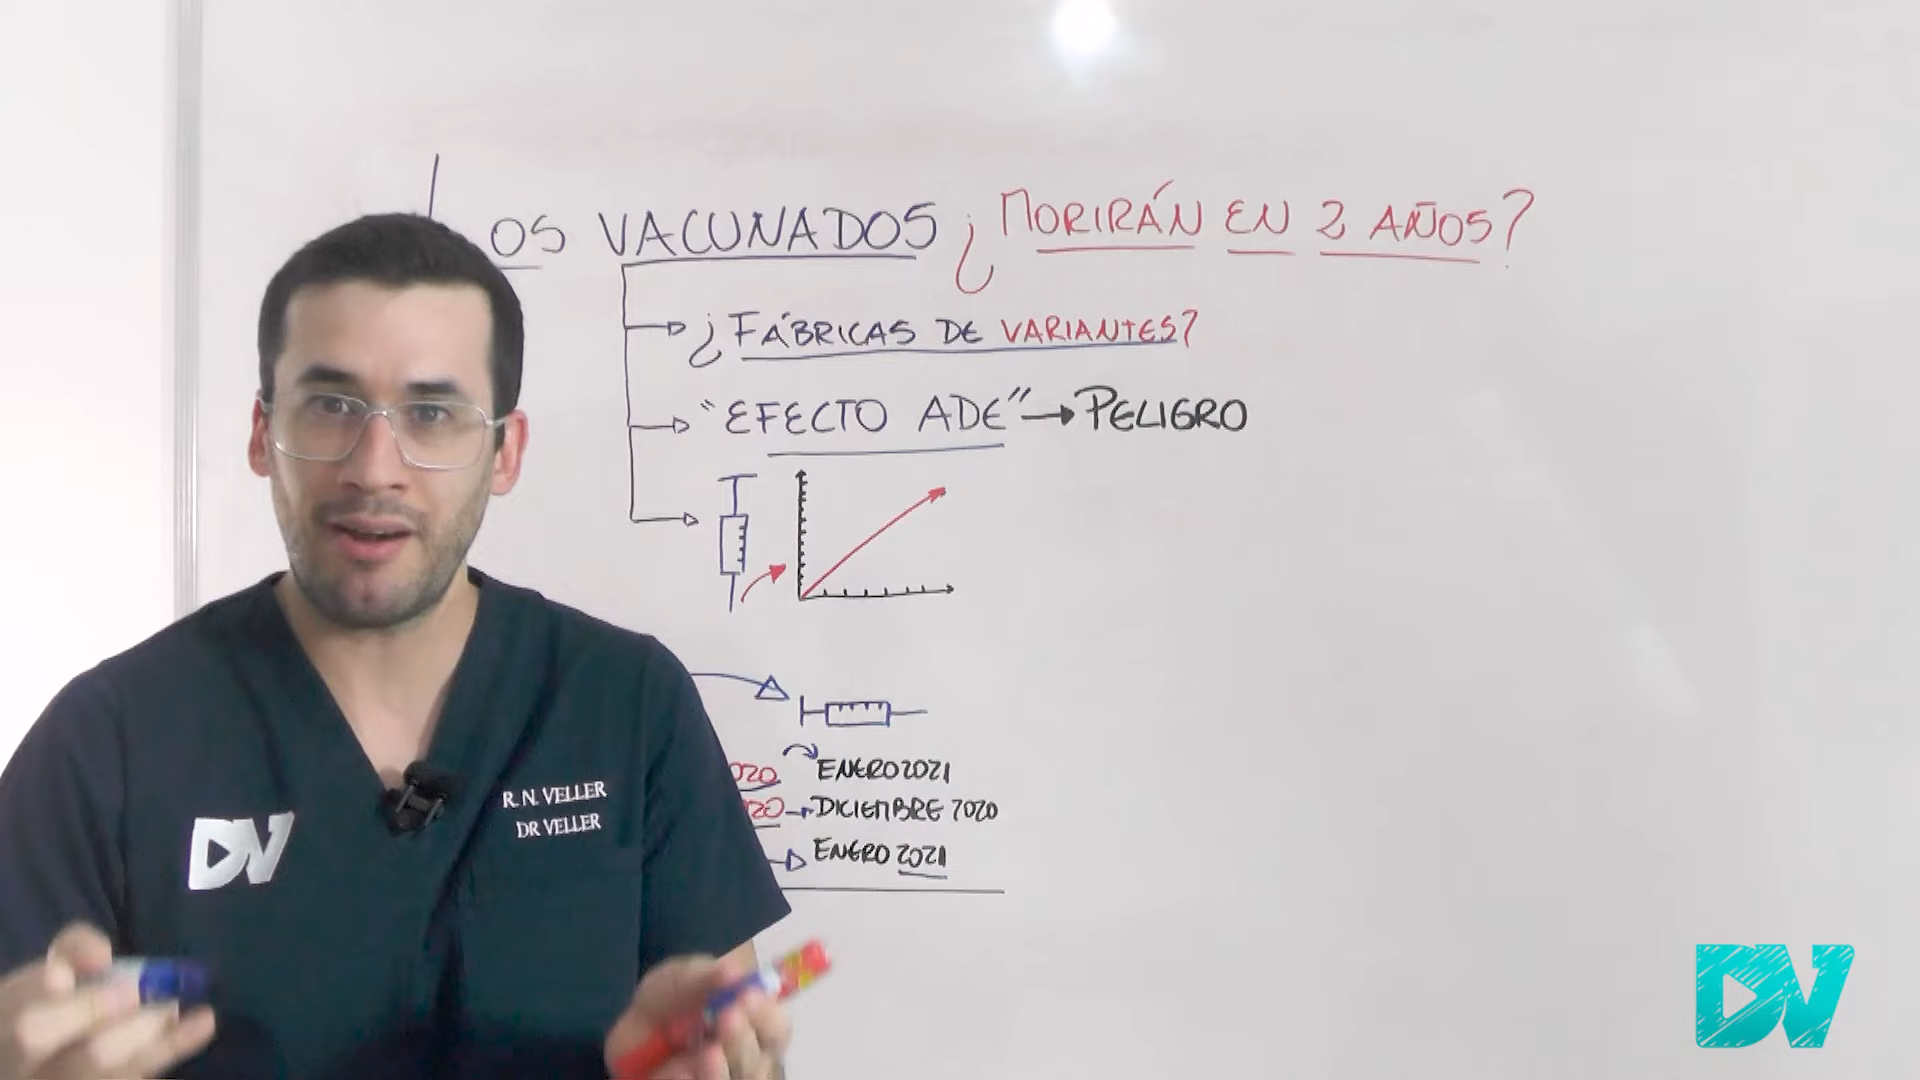 LOS VACUNADOS ¿MORIRÁN EN 2 AÑOS?
¿FÁBRICAS DE VARIANTES?
"EFECTO ADE" → PELIGRO
ENERO 2021
DICIEMBRE 2020
ENERO 2021
R. N. VELLER
DR VELLER
DV
DV